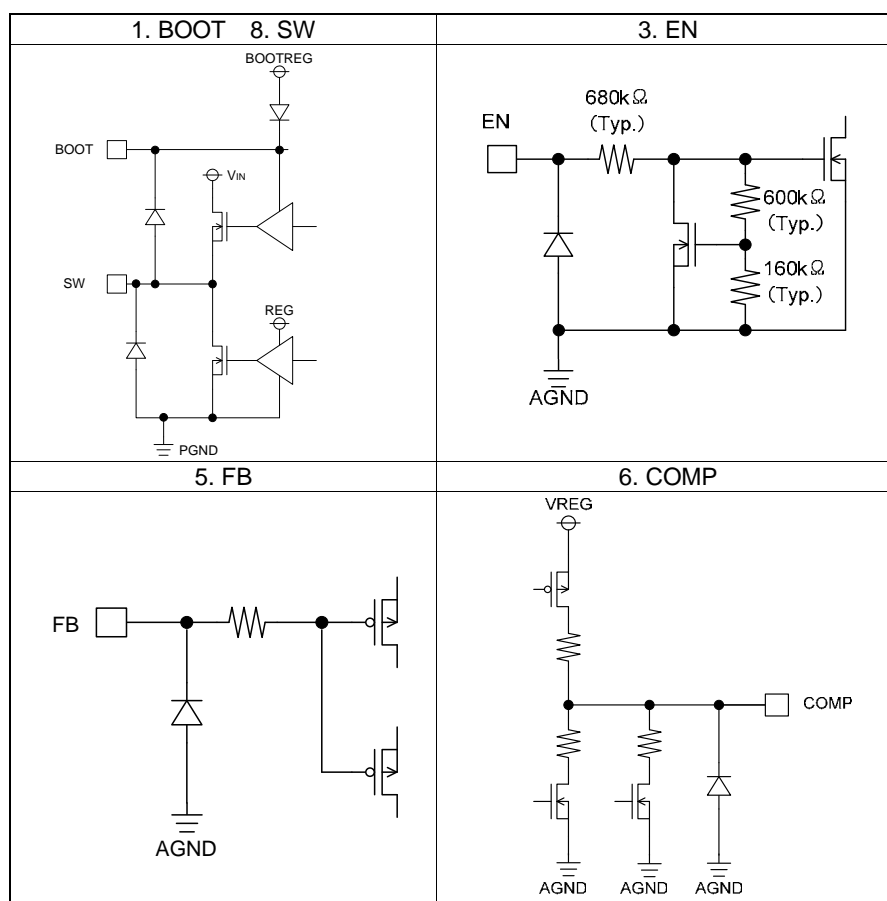 1. BOOT 8. SW
BOOTREG
BOOT
VIN
SW
REG
PGND
3. EN
680kΩ
(Typ.)
EN
600kΩ
(Typ.)
160kΩ
(Typ.)
AGND
5. FB
FB
AGND
6. COMP
VREG
COMP
AGND AGND AGND